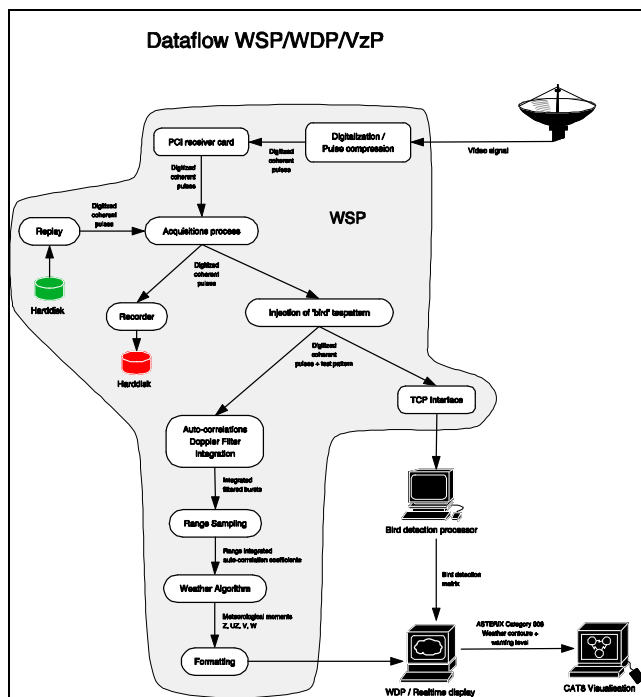 Dataflow WSP/WDP/VzP
PCI receiver card
Digitized
coherent
pulses
Digitalization /
Pulse compression
Video signal
Digitized
coherent
pulses
WSP
Digitized
coherent
pulses
Replay
Acquisitions process
Harddisk
Digitized
coherent
pulses
Recorder
Injection of "bird" tespattern
Harddisk
Digitized
coherent
pulses + test pattern
TCP Interface
Auto-correlations
Doppler Filter
Integration
Integrated
filtered bursts
Bird detection processor
Range Sampling
Range integrated
auto-correlation coefficients
Bird detection
matrix
Weather Algorithm
Meteorological moments
Z, UZ, V, W
ASTERIX Category 008
Weather contours +
warning level
Formatting
WDP / Realtime display
CAT8 Visualisation